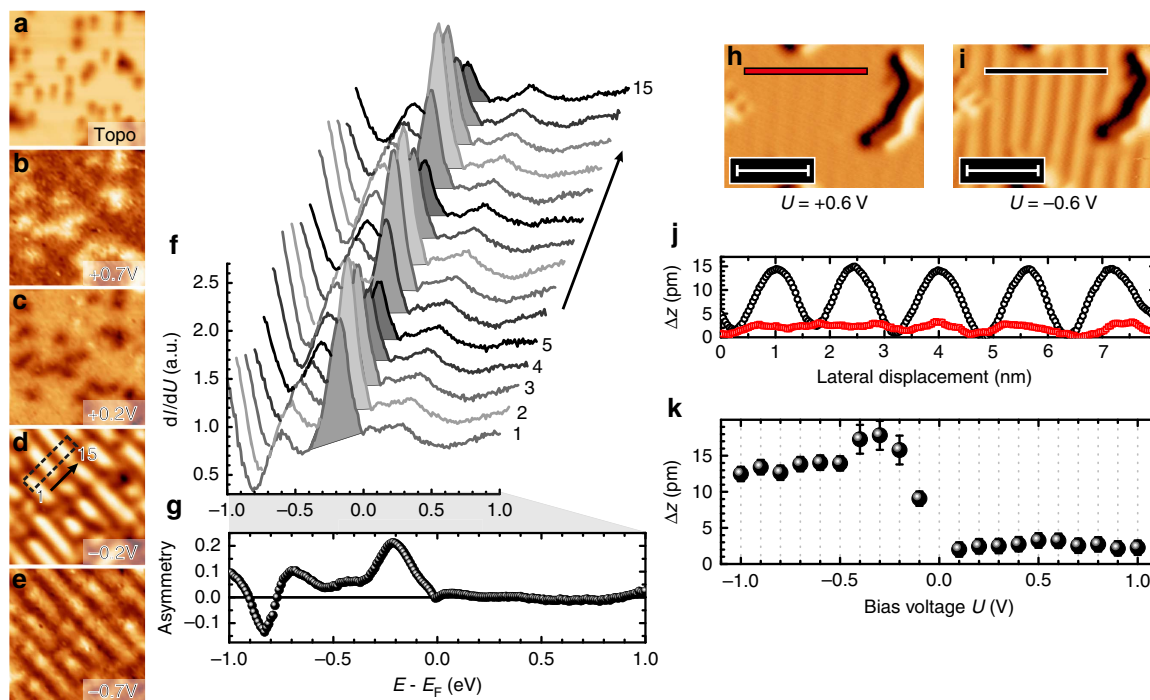 a
Topo
b
+0.7V
c
+0.2V
d
15
1
−0.2V
e
−0.7V
f
15
5
4
3
2
1
2.5
2.0
1.5
1.0
0.5
dI/dU (a.u.)
−1.0 −0.5 0.0 0.5 1.0
g
0.2
0.1
0.0
−0.1
Asymmetry
−1.0 −0.5 0.0 0.5 1.0
E - EF (eV)
h
U = +0.6 V
i
U = −0.6 V
j
15
10
5
0
Δz (pm)
0 1 2 3 4 5 6 7
Lateral displacement (nm)
k
15
10
5
0
Δz (pm)
−1.0 −0.5 0.0 0.5 1.0
Bias voltage U (V)